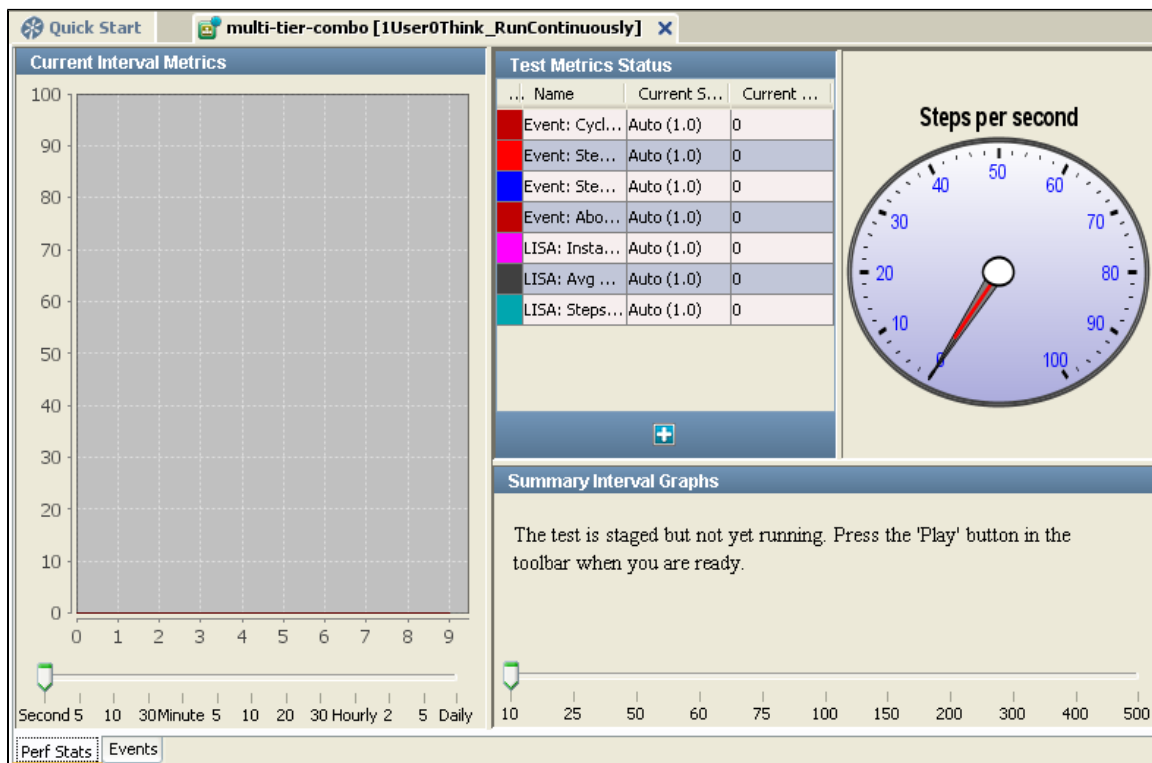 Quick Start
multi-tier-combo [1User0Think_RunContinuously]
Current Interval Metrics
100
90
80
70
60
50
40
30
20
10
0
0 1 2 3 4 5 6 7 8 9
Second 5 10 30 Minute 5 10 20 30 Hourly 2 5 Daily
Test Metrics Status
... Name Current S... Current ...
Event: Cycl... Auto (1.0) 0
Event: Ste... Auto (1.0) 0
Event: Ste... Auto (1.0) 0
Event: Abo... Auto (1.0) 0
LISA: Insta... Auto (1.0) 0
LISA: Avg ... Auto (1.0) 0
LISA: Steps... Auto (1.0) 0
Steps per second
0 10 20 30 40 50 60 70 80 90 100
Summary Interval Graphs
The test is staged but not yet running. Press the 'Play' button in the
toolbar when you are ready.
10 25 50 60 75 100 150 200 300 400 500
Perf Stats Events